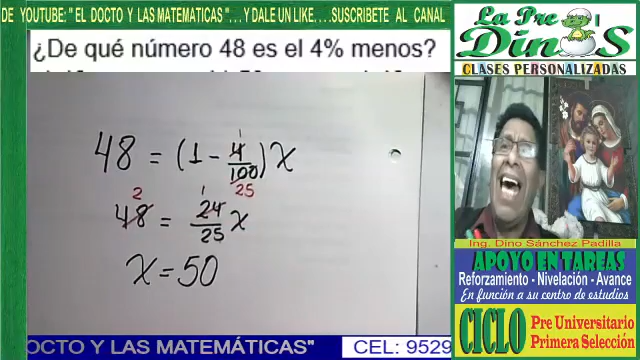 DE YOUTUBE: "EL DOCTO Y LAS MATEMATICAS"...Y DALE UN LIKE....SUSCRIBETE AL CANAL
La Pre
DinoS
CLASES PERSONALIZADAS
¿De qué número 48 es el 4% menos?
48 = (1 - 4/100)x
1
25
2
1
48 = 24/25 x
x = 50
Ing. Dino Sánchez Padilla
APOYO EN TAREAS
Reforzamiento - Nivelación - Avance
En función a su centro de estudios
CICLO Pre Universitario
Primera Selección
OCTO Y LAS MATEMÁTICAS"
CEL: 9529